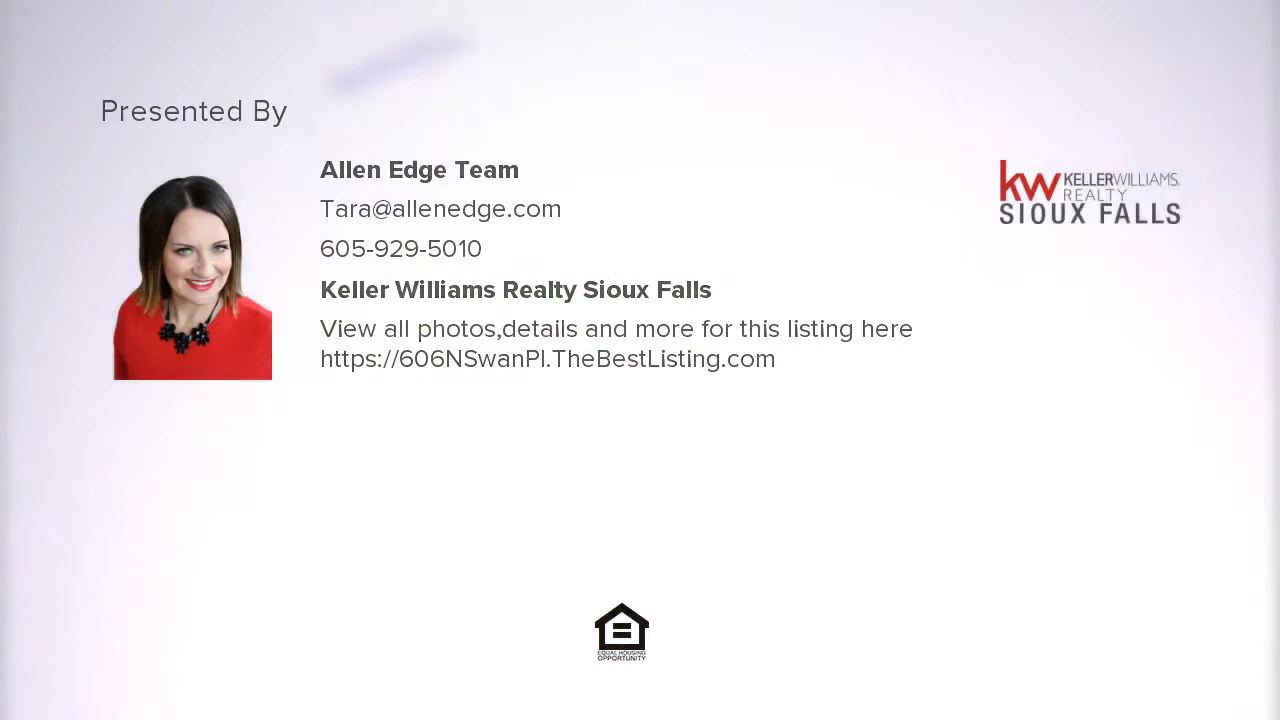 Presented By
Allen Edge Team
Tara@allenedge.com
605-929-5010
Keller Williams Realty Sioux Falls
View all photos,details and more for this listing here
https://606NSwanPl.TheBestListing.com
kw KELLERWILLIAMS.
REALTY
SIOUX FALLS
EQUAL HOUSING
OPPORTUNITY